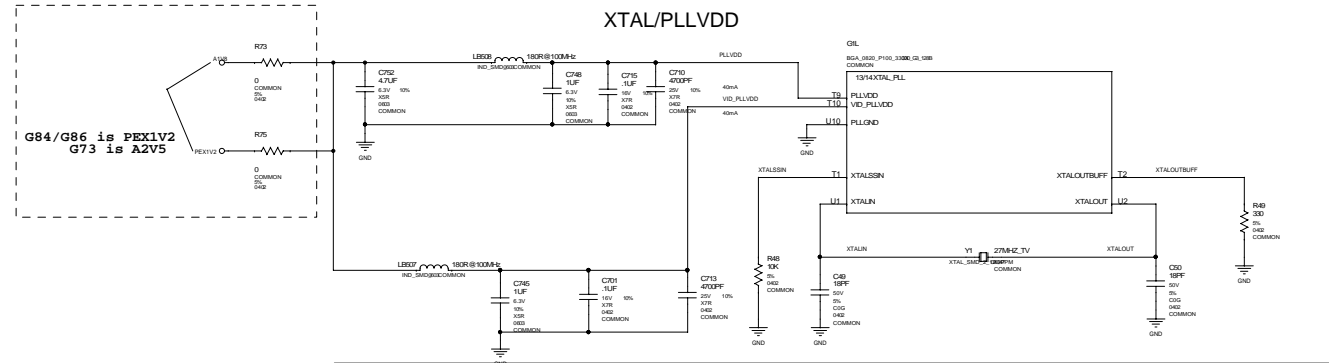 XTAL/PLLVDD
R73
A1V8
0
COMMON
5%
0402
G84/G86 is PEX1V2
G73 is A2V5
R75
PEX1V2
0
COMMON
5%
0402
LB508
180R@100MHz
IND_SMD_0603COMMON
C752
4.7UF
6.3V 10%
X5R
0603
COMMON
GND
C748
1UF
6.3V
10%
X5R
0603
COMMON
C715
.1UF
16V 10%
X7R
0402
COMMON
C710
4700PF
25V 10%
X7R
0402
COMMON
PLLVDD
40mA
VID_PLLVDD
40mA
LB507
180R@100MHz
IND_SMD_0603COMMON
C745
1UF
6.3V
10%
X5R
0603
COMMON
GND
C701
.1UF
16V 10%
X7R
0402
COMMON
C713
4700PF
25V 10%
X7R
0402
COMMON
G1L
COMMON
13/14 XTAL_PLL
T9 PLLVDD
T10 VID_PLLVDD
U10 PLLGND
GND
XTALSSIN
T1 XTALSSIN
XTALOUTBUFF T2
XTALOUTBUFF
U1 XTALIN
XTALOUT U2
R48
10K
5%
0402
COMMON
GND
XTALIN
Y1 27MHZ_TV
COMMON
XTALOUT
C49
18PF
50V
5%
C0G
0402
COMMON
GND
C50
18PF
50V
5%
C0G
0402
COMMON
GND
R49
330
5%
0402
COMMON
GND